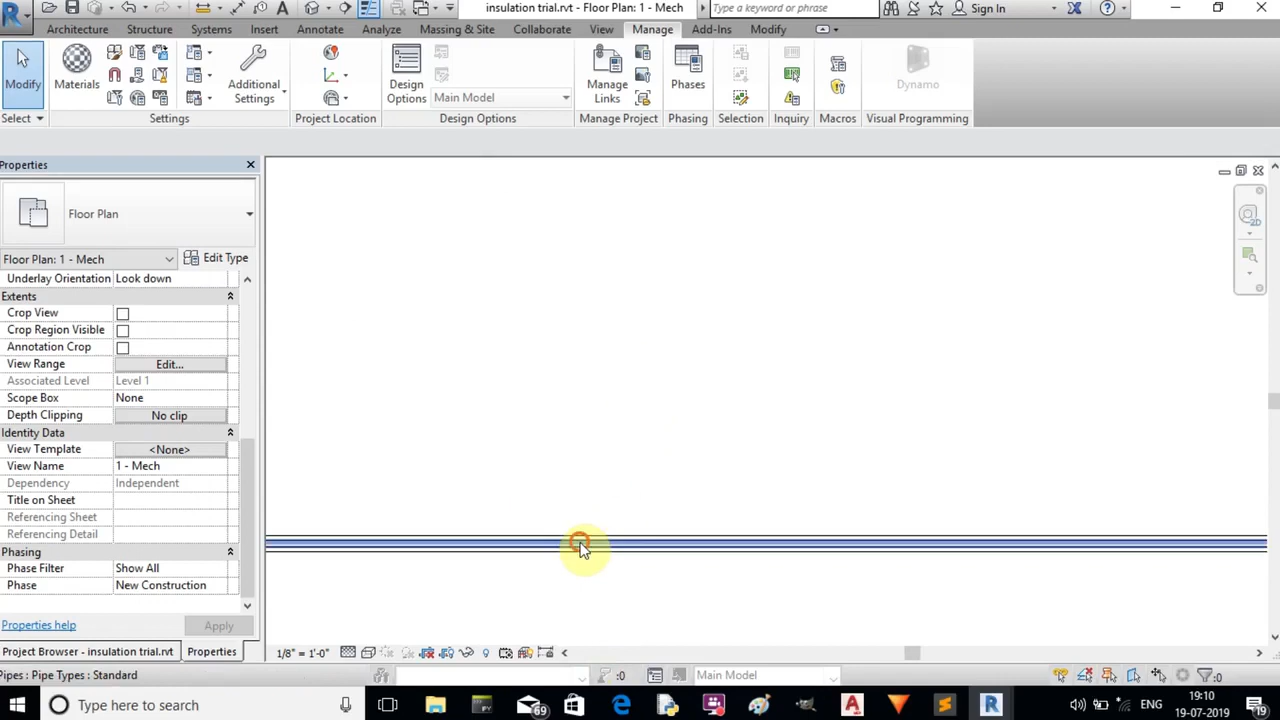 insulation trial.rvt - Floor Plan: 1 - Mech
Type a keyword or phrase
Sign In
Architecture Structure Systems Insert Annotate Analyze Massing & Site Collaborate View Manage Add-Ins Modify
Modify
Materials
Additional Settings
Design Options
Main Model
Manage Links
Phases
Dynamo
Select
Settings
Project Location
Design Options
Manage Project
Phasing
Selection
Inquiry
Macros
Visual Programming
Properties
Floor Plan
Floor Plan: 1 - Mech
Edit Type
Underlay Orientation Look down
Extents
Crop View
Crop Region Visible
Annotation Crop
View Range Edit...
Associated Level Level 1
Scope Box None
Depth Clipping No clip
Identity Data
View Template <None>
View Name 1 - Mech
Dependency Independent
Title on Sheet
Referencing Sheet
Referencing Detail
Phasing
Phase Filter Show All
Phase New Construction
Properties help
Apply
Project Browser - insulation trial.rvt
Properties
1/8" = 1'-0"
Pipes : Pipe Types : Standard
:0
Main Model
:0
Type here to search
69
ENG
19:10
19-07-2019
19
2D